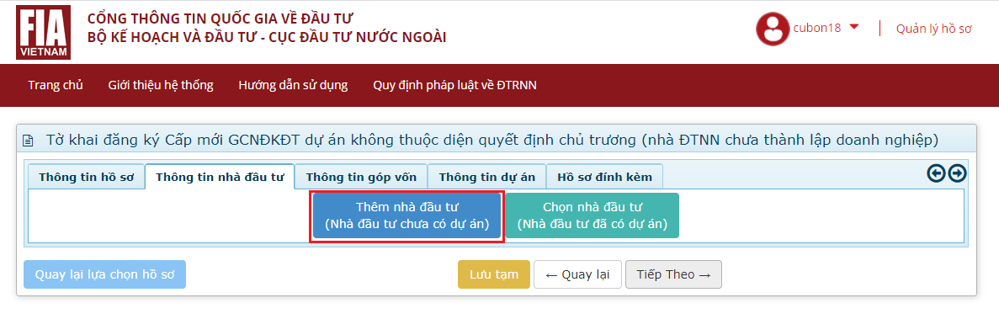 FIA
VIETNAM
CỔNG THÔNG TIN QUỐC GIA VỀ ĐẦU TƯ
BỘ KẾ HOẠCH VÀ ĐẦU TƯ - CỤC ĐẦU TƯ NƯỚC NGOÀI
cubon18
Quản lý hồ sơ
Trang chủ
Giới thiệu hệ thống
Hướng dẫn sử dụng
Quy định pháp luật về ĐTRNN
Tờ khai đăng ký Cấp mới GCNĐKĐT dự án không thuộc diện quyết định chủ trương (nhà ĐTNN chưa thành lập doanh nghiệp)
Thông tin hồ sơ
Thông tin nhà đầu tư
Thông tin góp vốn
Thông tin dự án
Hồ sơ đính kèm
Thêm nhà đầu tư
(Nhà đầu tư chưa có dự án)
Chọn nhà đầu tư
(Nhà đầu tư đã có dự án)
Quay lại lựa chọn hồ sơ
Lưu tạm
← Quay lại
Tiếp Theo →